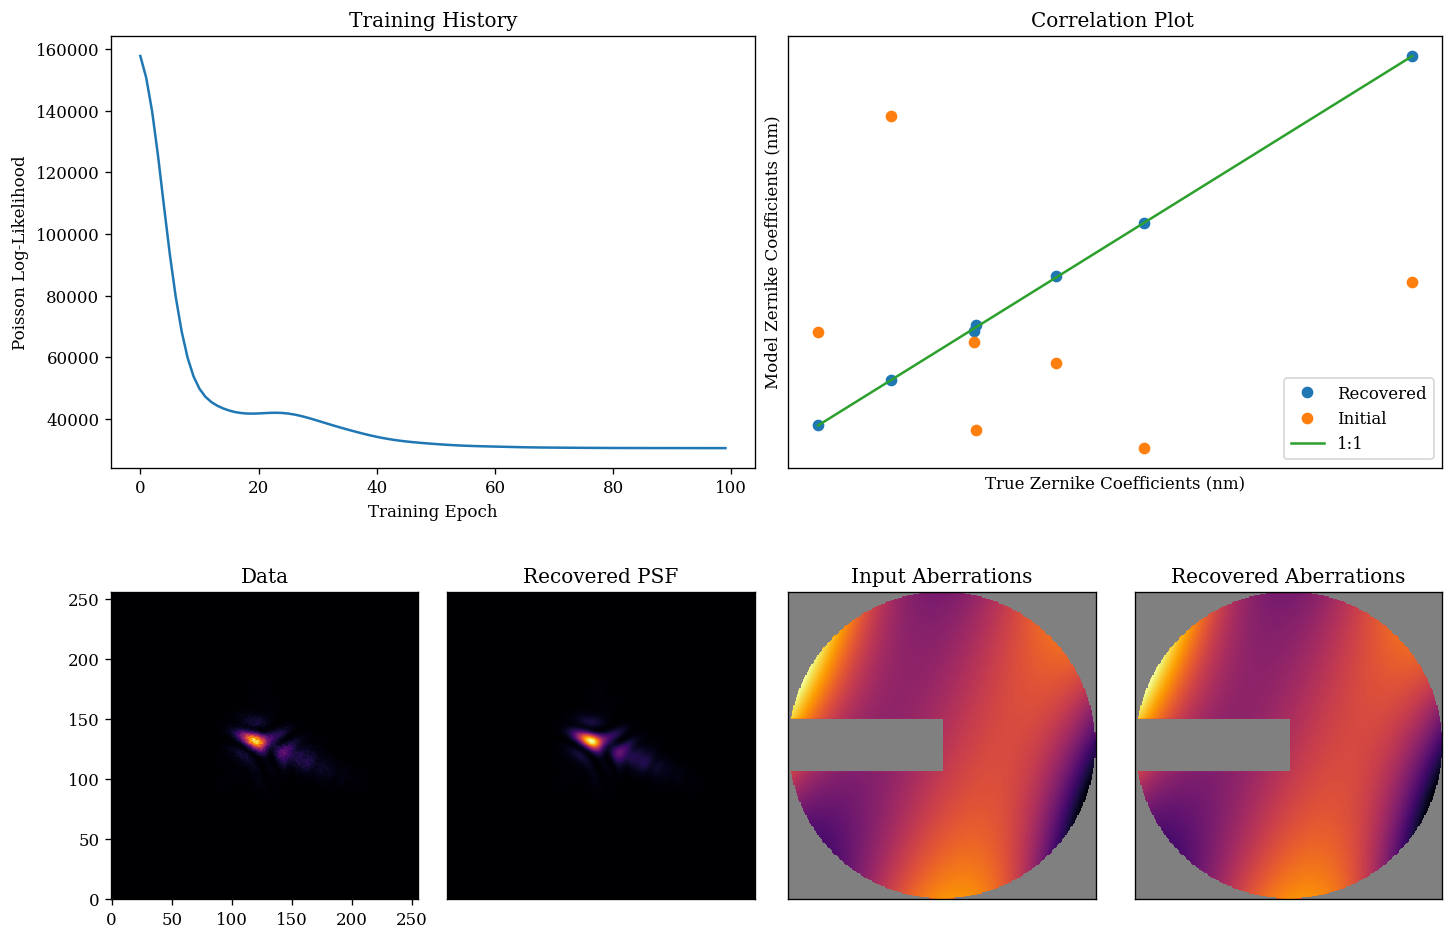 Training History
160000
140000
120000
100000
80000
60000
40000
Poisson Log-Likelihood
0 20 40 60 80 100
Training Epoch
Correlation Plot
Model Zernike Coefficients (nm)
Recovered
Initial
1:1
True Zernike Coefficients (nm)
Data
250
200
150
100
50
0
0 50 100 150 200 250
Recovered PSF
Input Aberrations
Recovered Aberrations